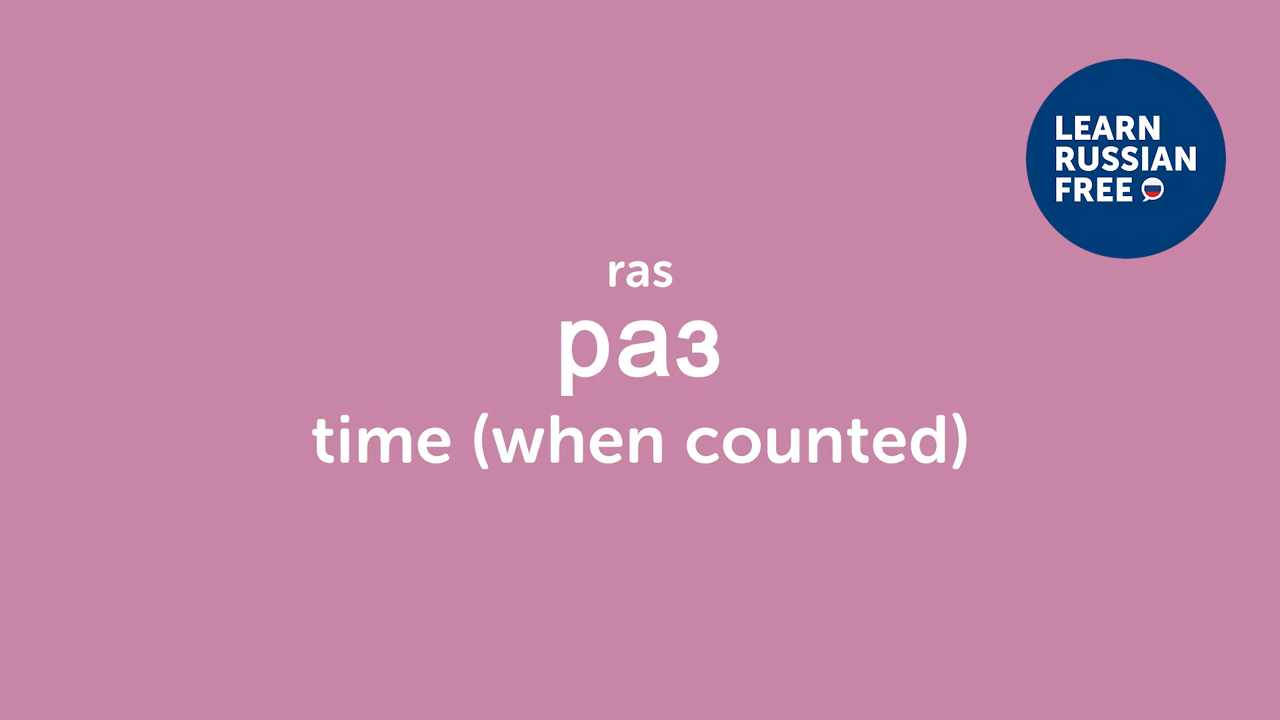 LEARN
RUSSIAN
FREE
ras
раз
time (when counted)